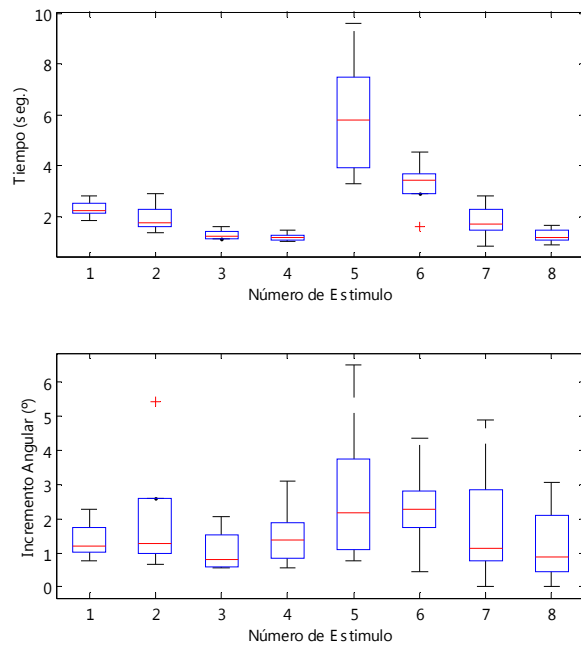 10
8
6
4
2
Tiempo (seg.)
1 2 3 4 5 6 7 8
Número de Estimulo
6
5
4
3
2
1
0
Incremento Angular (º)
1 2 3 4 5 6 7 8
Número de Estimulo